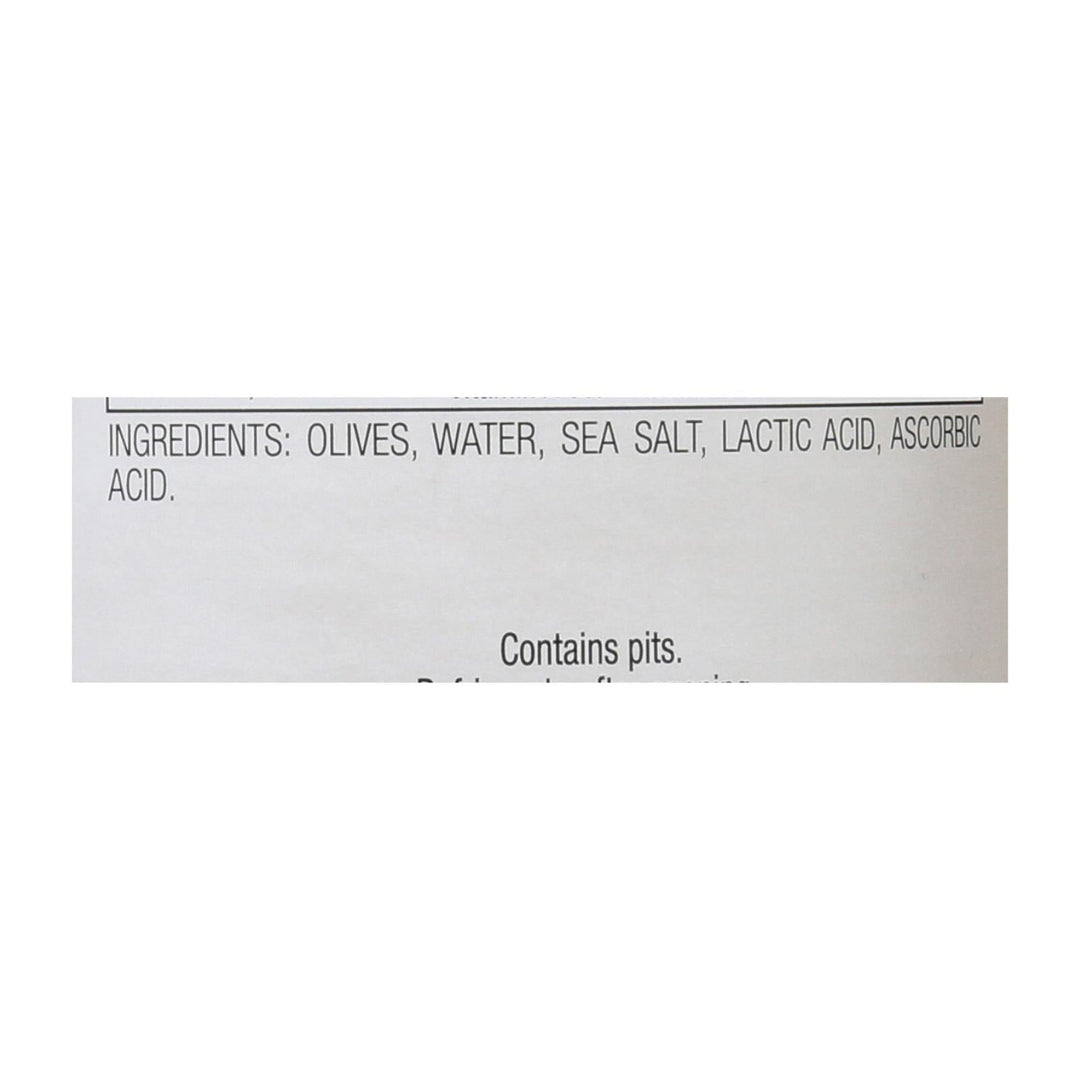 INGREDIENTS: OLIVES, WATER, SEA SALT, LACTIC ACID, ASCORBIC
ACID.
Contains pits.